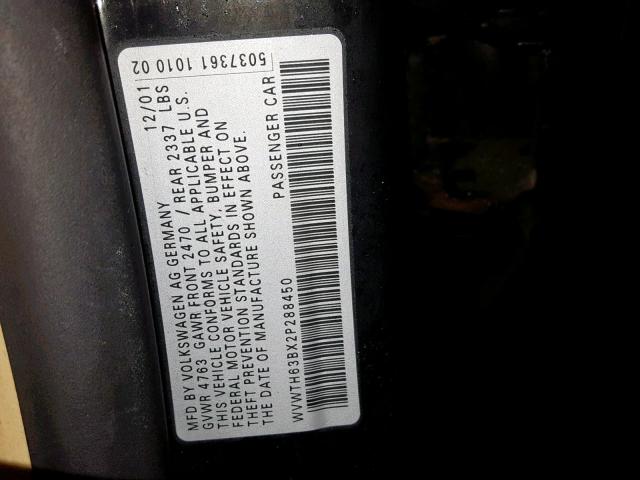 MFD BY VOLKSWAGEN AG GERMANY 12/01
GVWR 4763 GAWR FRONT 2470 / REAR 2337 LBS
THIS VEHICLE CONFORMS TO ALL APPLICABLE U.S.
FEDERAL MOTOR VEHICLE SAFETY, BUMPER AND
THEFT PREVENTION STANDARDS IN EFFECT ON
THE DATE OF MANUFACTURE SHOWN ABOVE.
WVWTH63BX2P288450 PASSENGER CAR
5037361 1010 02